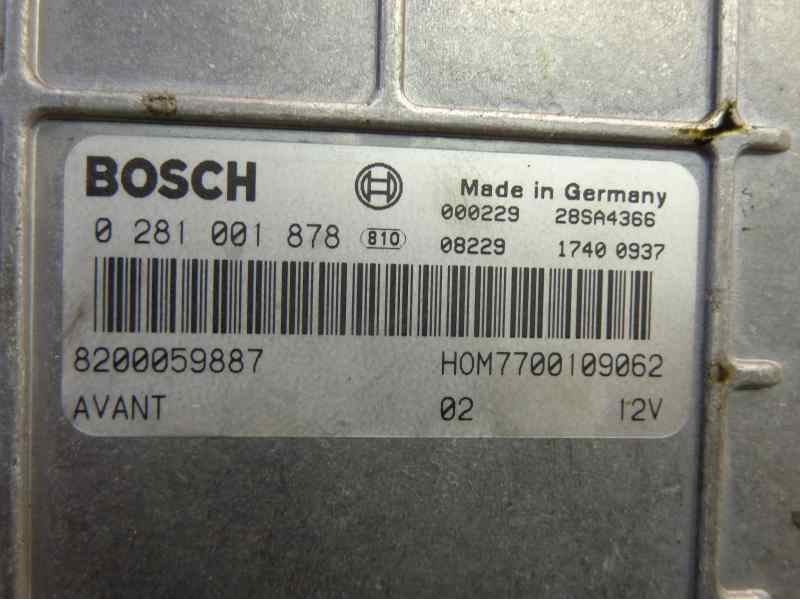 BOSCH
Made in Germany
000229 28SA4366
0 281 001 878 810
08229 1740 0937
8200059887 HOM7700109062
AVANT 02 12V